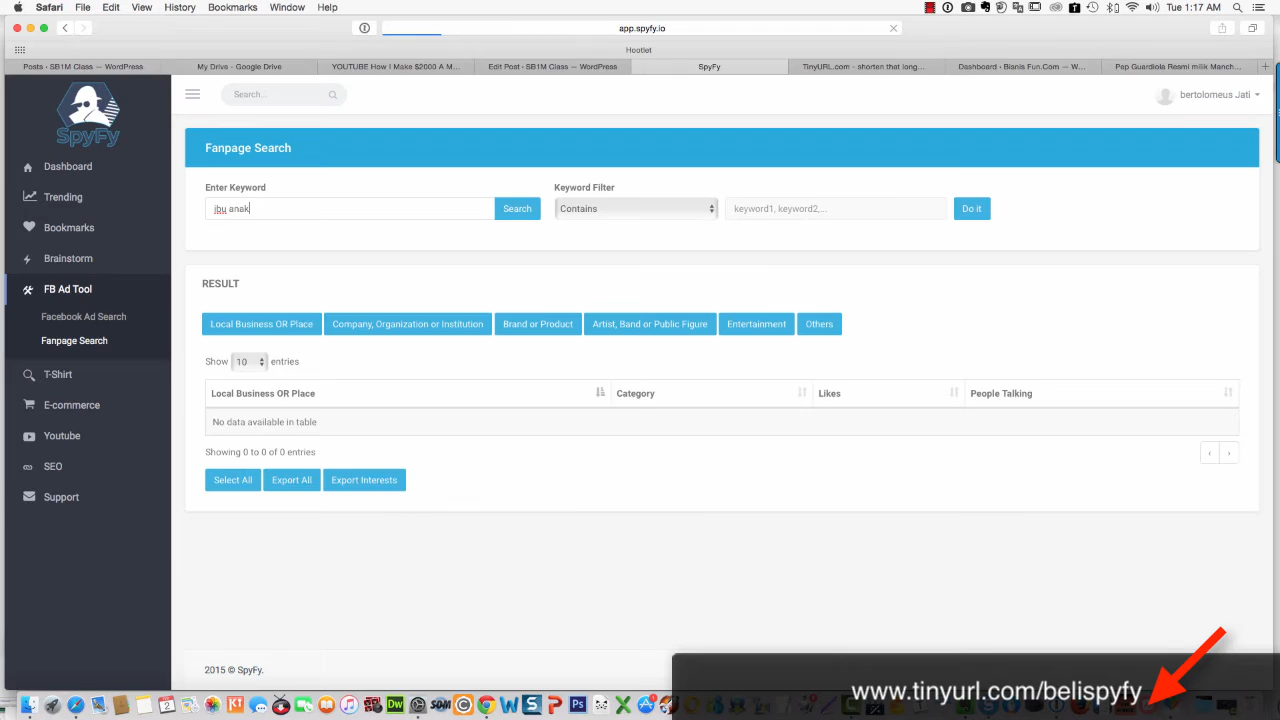 Safari File Edit View History Bookmarks Window Help Tue 1:17 AM
app.spyfy.io
Hootlet
Posts ‹ SB1M Class — WordPress My Drive - Google Drive YOUTUBE How I Make $2000 A M... Edit Post ‹ SB1M Class — WordPress SpyFy TinyURL.com - shorten that long... Dashboard ‹ Bisnis Fun.Com — W... Pep Guardiola Resmi milik Manch...
SpyFy
Search...
bertolomeus Jati
Dashboard
Trending
Bookmarks
Brainstorm
FB Ad Tool
Facebook Ad Search
Fanpage Search
T-Shirt
E-commerce
Youtube
SEO
Support
Fanpage Search
Enter Keyword Keyword Filter
ibu anak Search Contains keyword1, keyword2,... Do it
RESULT
Local Business OR Place Company, Organization or Institution Brand or Product Artist, Band or Public Figure Entertainment Others
Show 10 entries
Local Business OR Place Category Likes People Talking
No data available in table
Showing 0 to 0 of 0 entries ‹ ›
Select All Export All Export Interests
2015 © SpyFy.
www.tinyurl.com/belispyfy